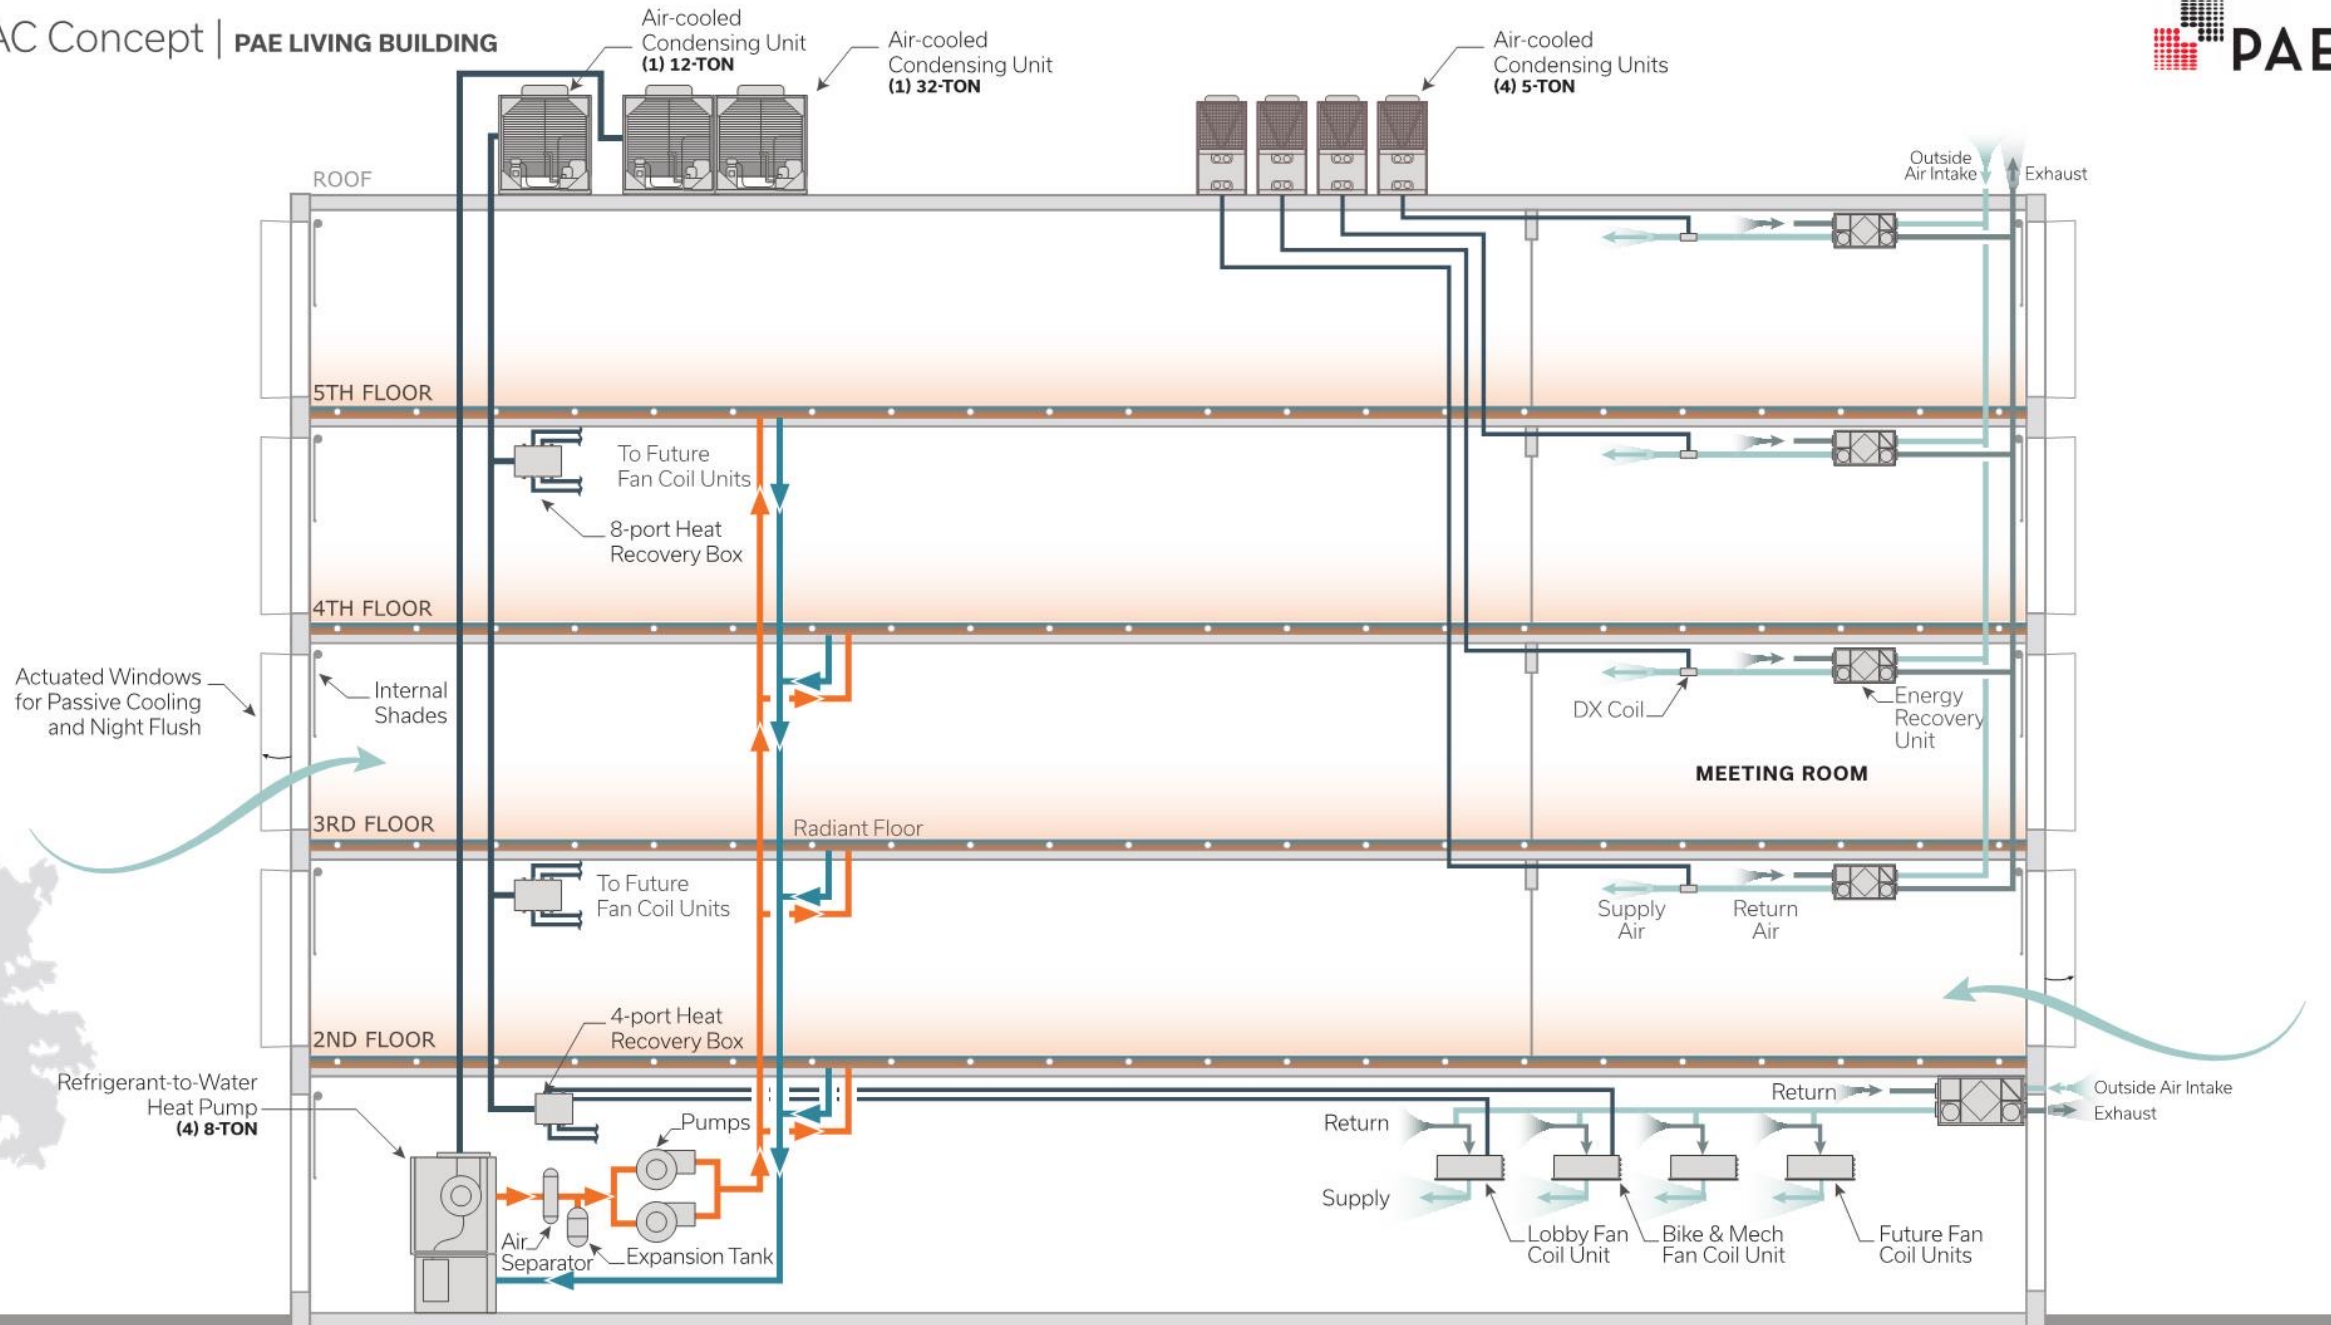 AC Concept | PAE LIVING BUILDING
PAE
Air-cooled
Condensing Unit
(1) 12-TON
Air-cooled
Condensing Unit
(1) 32-TON
Air-cooled
Condensing Units
(4) 5-TON
Outside
Air Intake
Exhaust
ROOF
5TH FLOOR
To Future
Fan Coil Units
8-port Heat
Recovery Box
4TH FLOOR
Actuated Windows
for Passive Cooling
and Night Flush
Internal
Shades
DX Coil
Energy
Recovery
Unit
MEETING ROOM
3RD FLOOR
Radiant Floor
To Future
Fan Coil Units
Supply
Air
Return
Air
4-port Heat
Recovery Box
2ND FLOOR
Refrigerant-to-Water
Heat Pump
(4) 8-TON
Pumps
Air
Separator
Expansion Tank
Return
Outside Air Intake
Exhaust
Return
Supply
Lobby Fan
Coil Unit
Bike & Mech
Fan Coil Unit
Future Fan
Coil Units